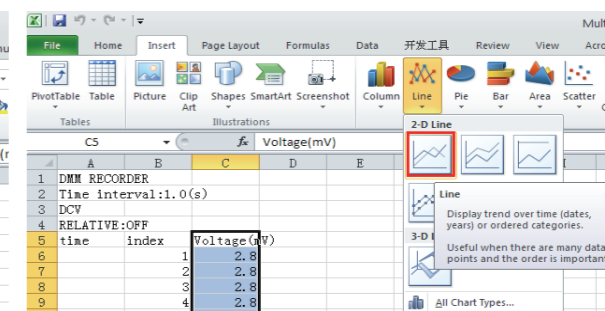 Mult
File Home Insert Page Layout Formulas Data 开发工具 Review View Acro
PivotTable Table Picture Clip Art Shapes SmartArt Screenshot Column Line Pie Bar Area Scatter
Tables Illustrations 2-D Line
C5 fx Voltage(mV)
A B C D E
1 DMM RECORDER
2 Time interval:1.0(s)
3 DCV
4 RELATIVE:OFF
5 time index Voltage(mV)
6 1 2.8
7 2 2.8
8 3 2.8
9 4 2.8
Line
Display trend over time (dates,
years) or ordered categories.
Useful when there are many data
points and the order is important
3-D
All Chart Types...